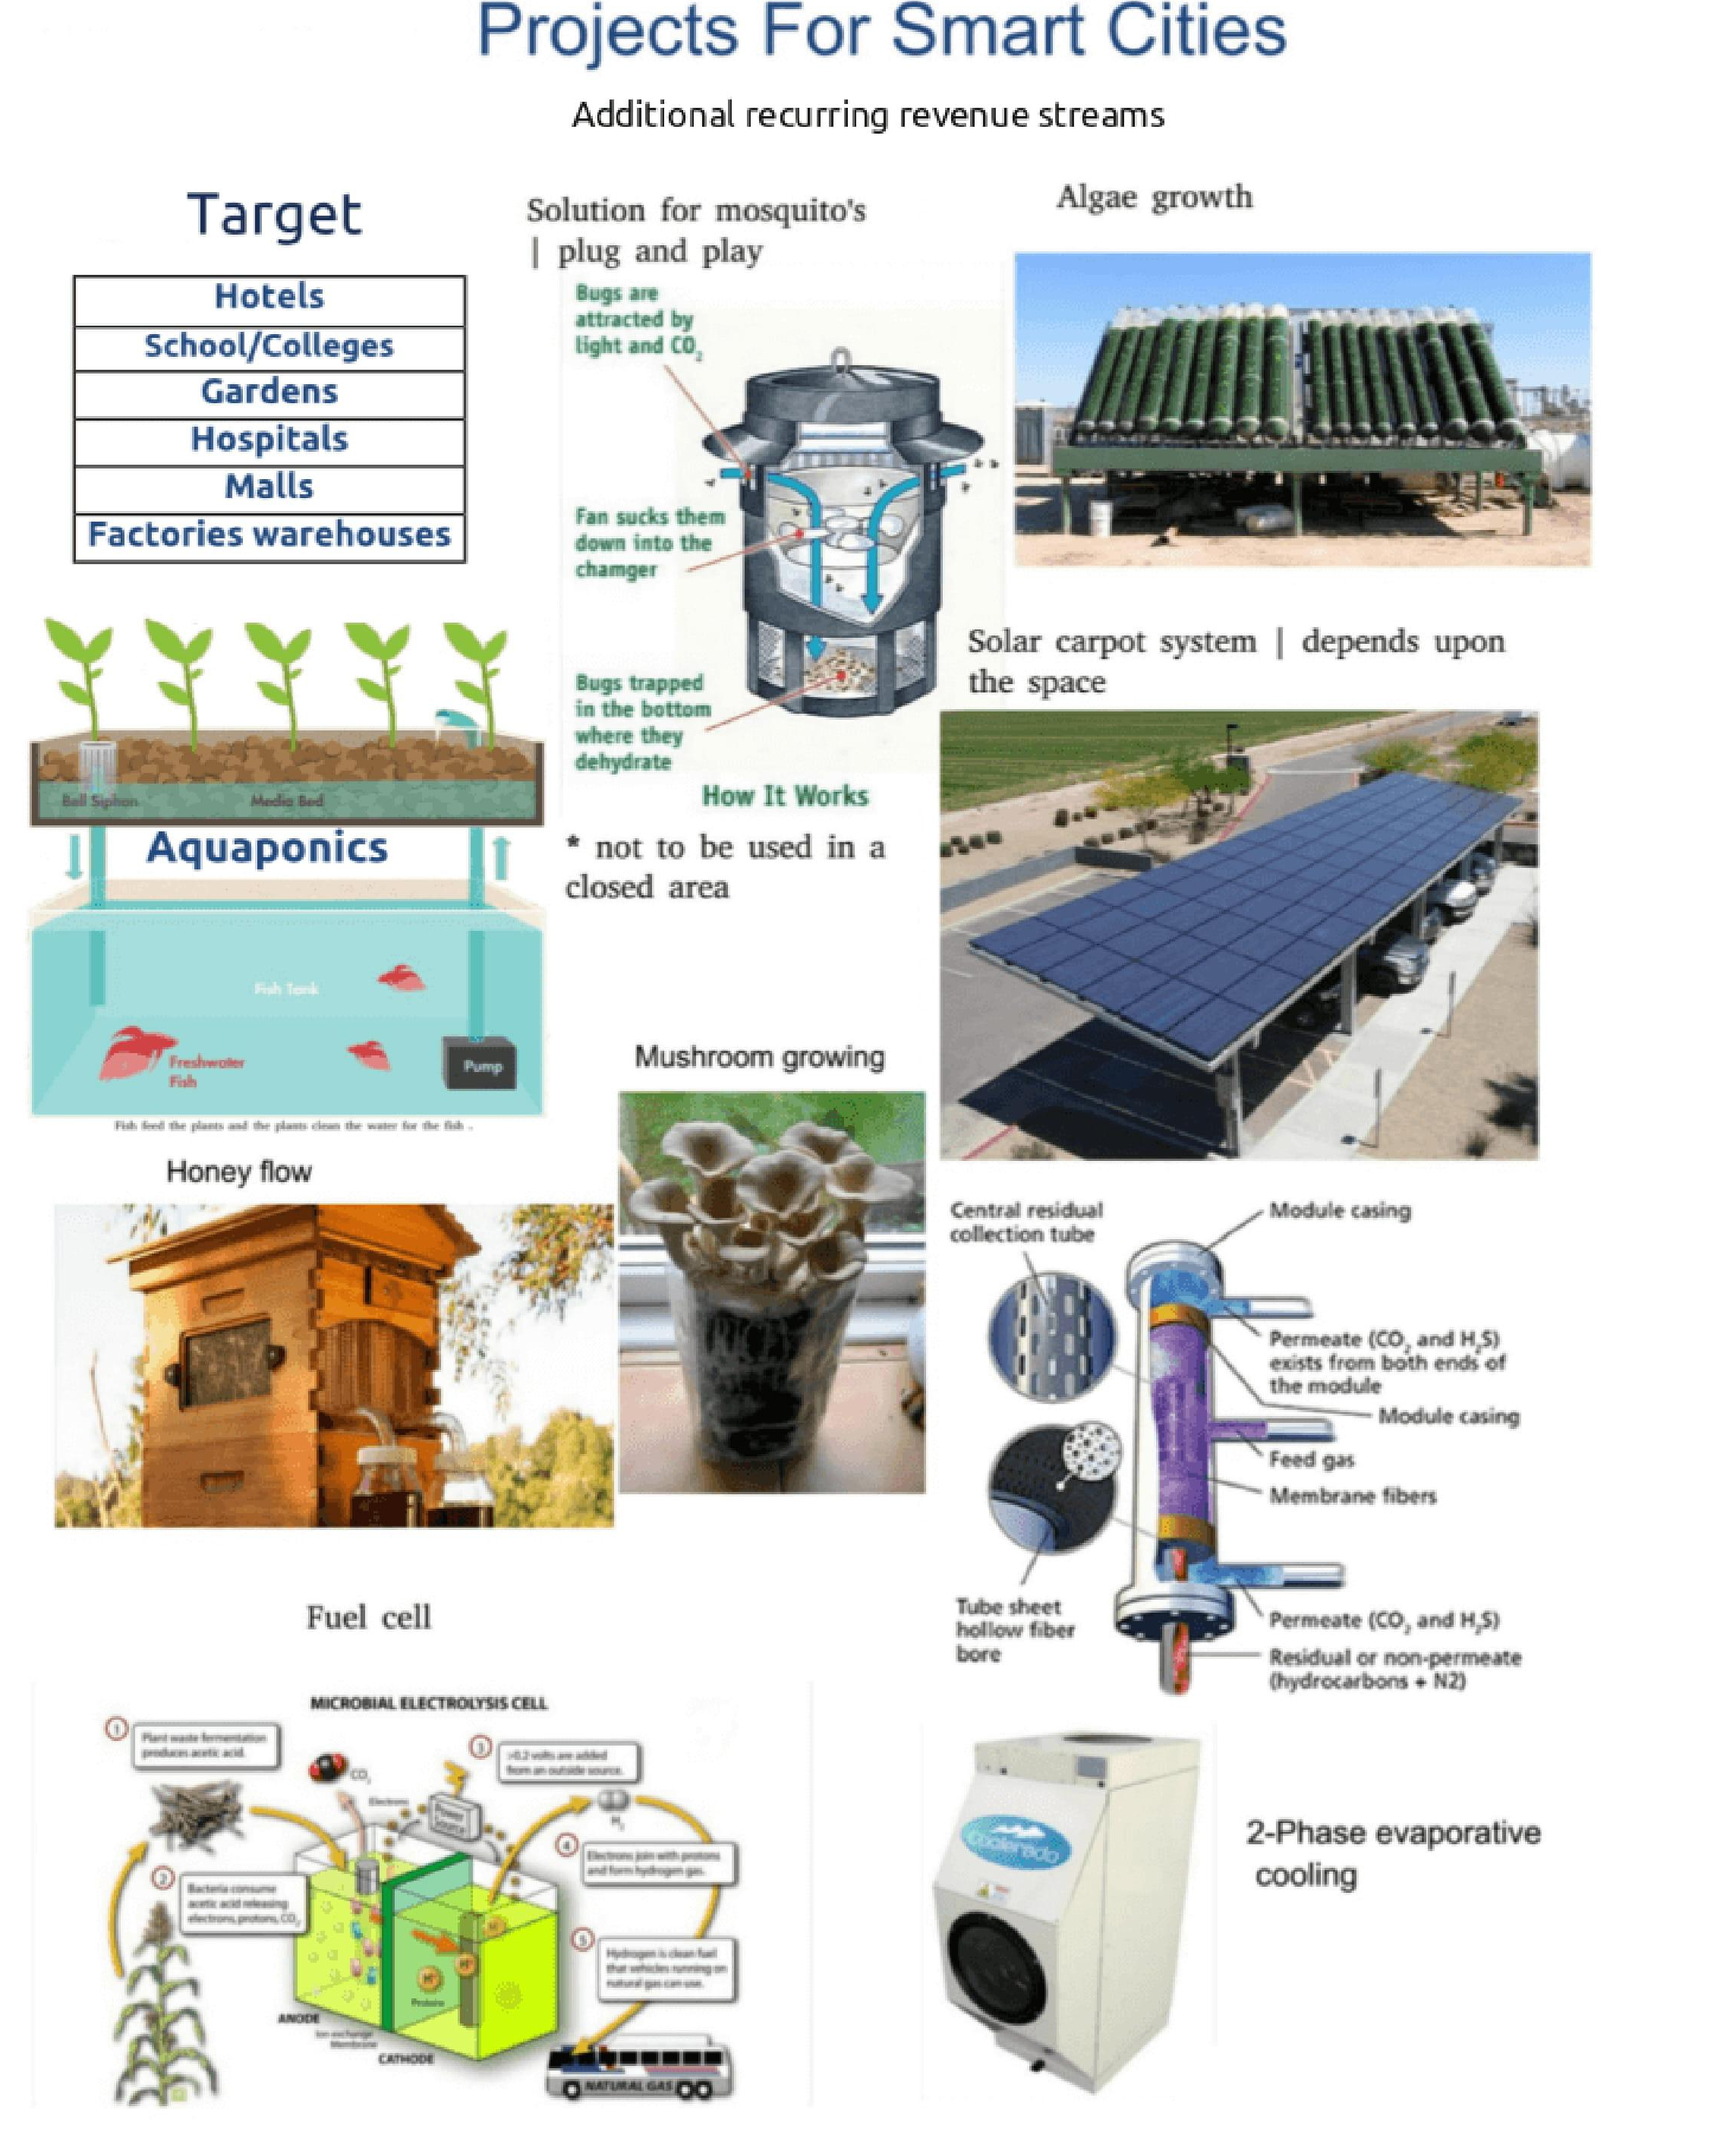 Projects For Smart Cities
Additional recurring revenue streams
Target
Hotels
School/Colleges
Gardens
Hospitals
Malls
Factories warehouses
Solution for mosquito's
| plug and play
Bugs are
attracted by
light and CO₂
Fan sucks them
down into the
chamger
Bugs trapped
in the bottom
where they
dehydrate
How It Works
* not to be used in a
closed area
Algae growth
Solar carpot system | depends upon
the space
Bell Siphon
Media Bed
Aquaponics
Fish Tank
Freshwater
Fish
Pump
Fish feed the plants and the plants clean the water for the fish .
Honey flow
Mushroom growing
Central residual
collection tube
Module casing
Permeate (CO₂ and H₂S)
exists from both ends of
the module
Module casing
Feed gas
Membrane fibers
Tube sheet
hollow fiber
bore
Permeate (CO₂ and H₂S)
Residual or non-permeate
(hydrocarbons + N2)
Fuel cell
MICROBIAL ELECTROLYSIS CELL
1
Plant waste fermentation
produces acetic acid.
CO₂
Electrons
Power
Source
3
>0.2 volts are added
from an outside source.
H₂
4
Electrons join with protons
and form hydrogen gas.
2
Bacteria consume
acetic acid releasing
electrons, protons, CO₂
5
Hydrogen is clean fuel
that vehicles running on
natural gas can use.
H⁺
H⁺
H⁺
Protons
ANODE
Ion exchange
Membrane
CATHODE
NATURAL GAS
coolerado
2-Phase evaporative
cooling